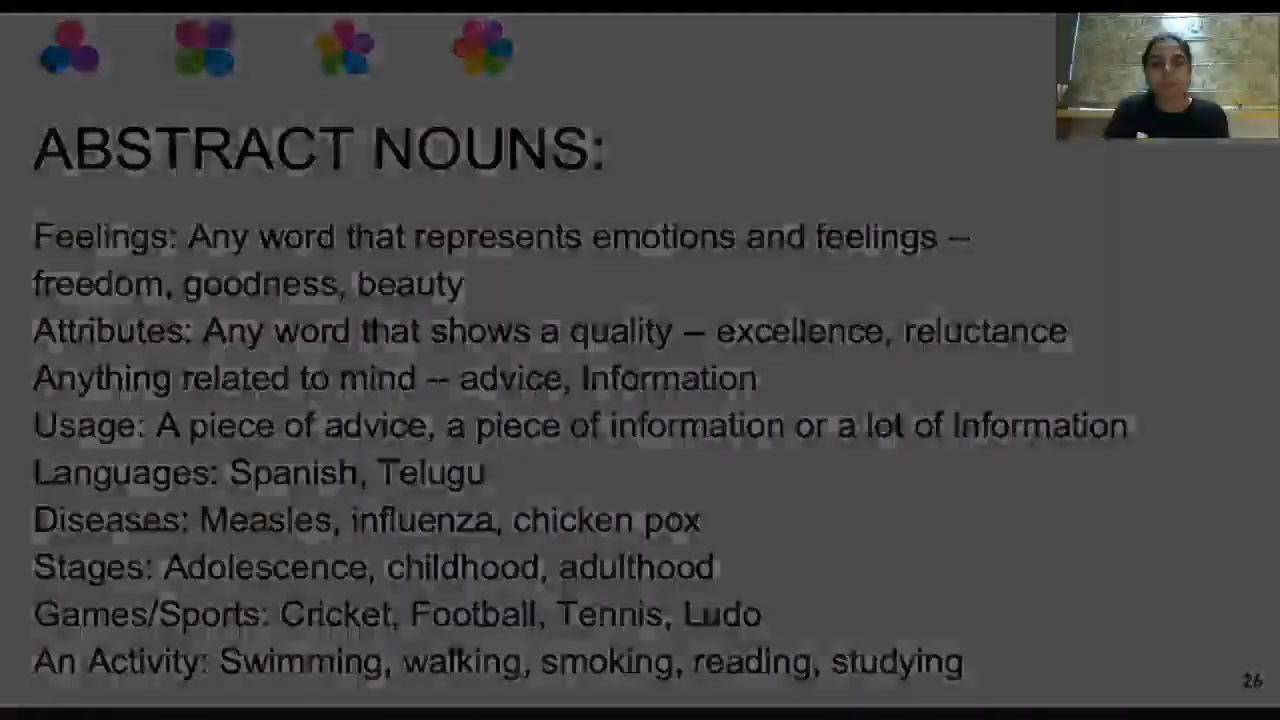 ABSTRACT NOUNS:
Feelings: Any word that represents emotions and feelings –
freedom, goodness, beauty
Attributes: Any word that shows a quality – excellence, reluctance
Anything related to mind -- advice, Information
Usage: A piece of advice, a piece of information or a lot of Information
Languages: Spanish, Telugu
Diseases: Measles, influenza, chicken pox
Stages: Adolescence, childhood, adulthood
Games/Sports: Cricket, Football, Tennis, Ludo
An Activity: Swimming, walking, smoking, reading, studying
26